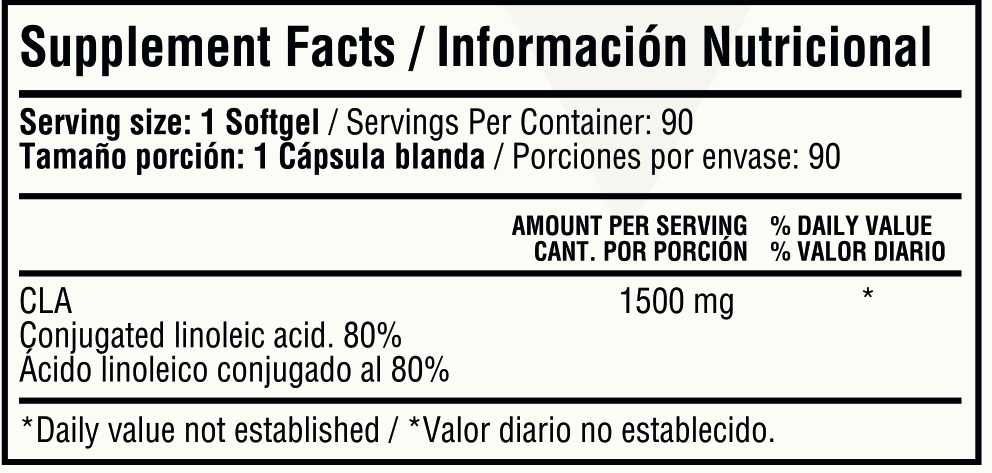 Supplement Facts / Información Nutricional
Serving size: 1 Softgel / Servings Per Container: 90
Tamaño porción: 1 Cápsula blanda / Porciones por envase: 90
AMOUNT PER SERVING % DAILY VALUE
CANT. POR PORCIÓN % VALOR DIARIO
CLA 1500 mg *
Conjugated linoleic acid. 80%
Ácido linoleico conjugado al 80%
*Daily value not established / *Valor diario no establecido.